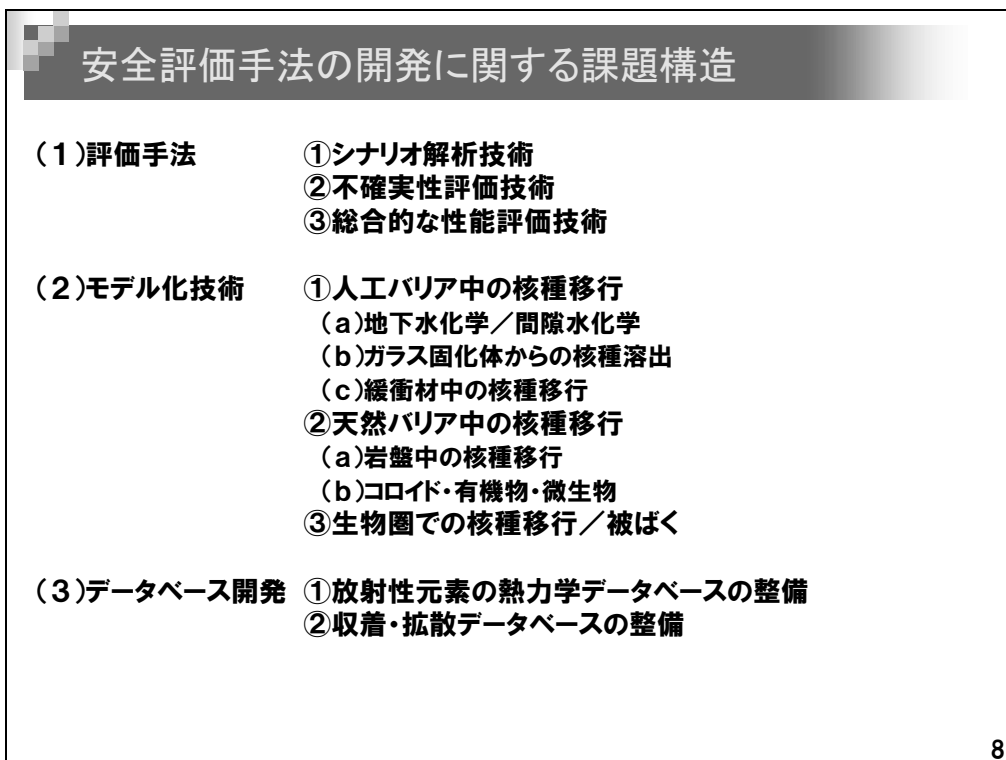 安全評価手法の開発に関する課題構造
（１）評価手法 ①シナリオ解析技術
②不確実性評価技術
③総合的な性能評価技術
（２）モデル化技術 ①人工バリア中の核種移行
（a）地下水化学／間隙水化学
（b）ガラス固化体からの核種溶出
（c）緩衝材中の核種移行
②天然バリア中の核種移行
（a）岩盤中の核種移行
（b）コロイド・有機物・微生物
③生物圏での核種移行／被ばく
（３）データベース開発 ①放射性元素の熱力学データベースの整備
②収着・拡散データベースの整備
8